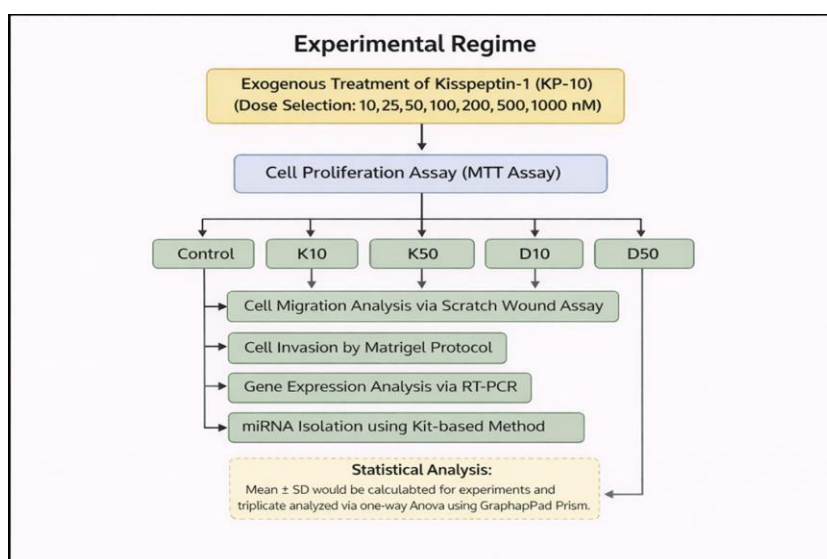 Experimental Regime
Exogenous Treatment of Kisspeptin-1 (KP-10)
(Dose Selection: 10, 25, 50, 100, 200, 500, 1000 nM)
Cell Proliferation Assay (MTT Assay)
Control K10 K50 D10 D50
Cell Migration Analysis via Scratch Wound Assay
Cell Invasion by Matrigel Protocol
Gene Expression Analysis via RT-PCR
miRNA Isolation using Kit-based Method
Statistical Analysis:
Mean ± SD would be calculabted for experiments and
triplicate analyzed via one-way Anova using GraphapPad Prism.